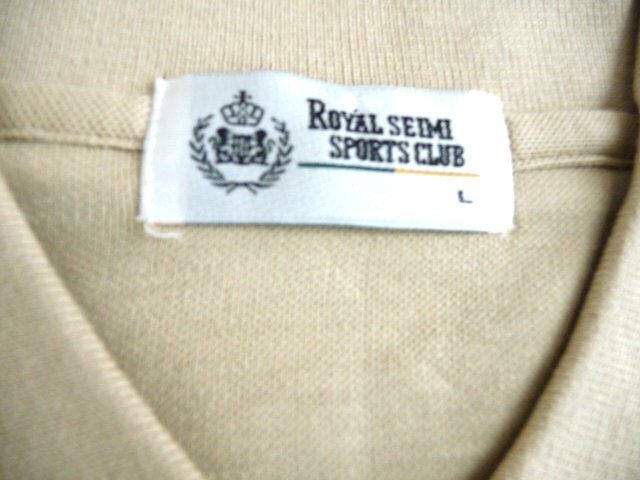 ROYAL SEIMI
SPORTS CLUB
L